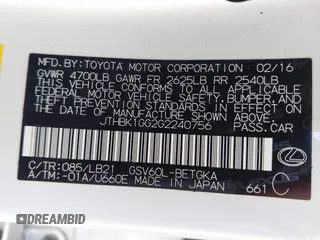 MFD.BY:TOYOTA MOTOR CORPORATION 02/16
GVWR 4700LB GAWR FR 2625LB RR 2540LB
THIS VEHICLE CONFORMS TO ALL APPLICABLE
FEDERAL MOTOR VEHICLE SAFETY, BUMPER, AND
THEFT PREVENTION STANDARDS IN EFFECT ON
THE DATE OF MANUFACTURE SHOWN ABOVE.
JTHBK1GG2G2240756 PASS.CAR
C/TR:085/LB21 GSV60L-BETGKA
A/TM:-01A/U660E MADE IN JAPAN
661 C
DREAMBID